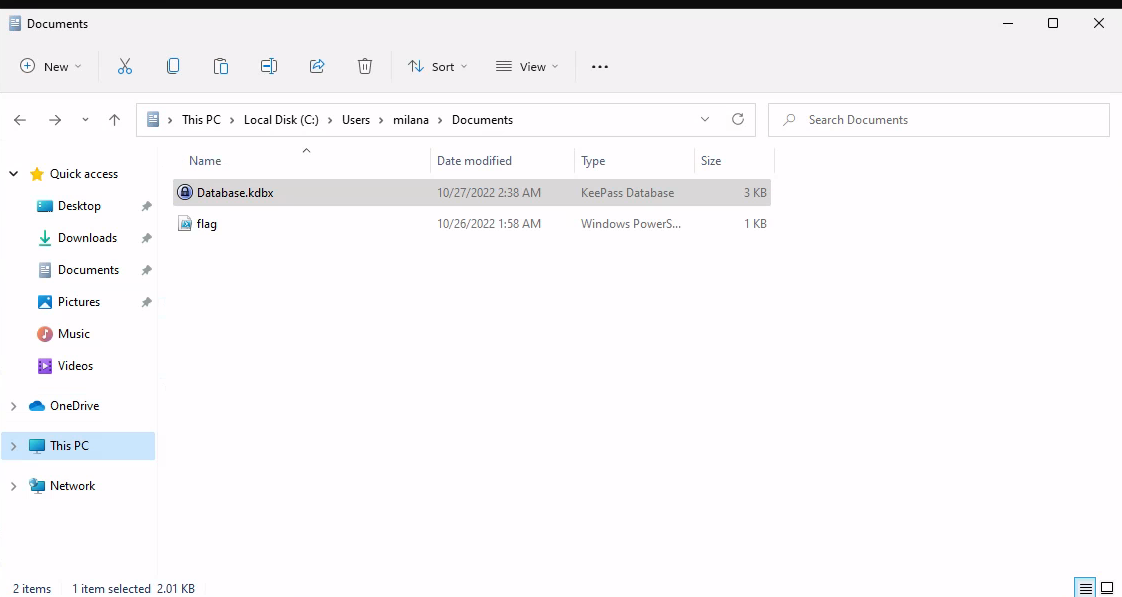 Documents
New
Sort
View
This PC > Local Disk (C:) > Users > milana > Documents
Search Documents
Name Date modified Type Size
Quick access
Desktop
Downloads
Documents
Pictures
Music
Videos
OneDrive
This PC
Network
Database.kdbx 10/27/2022 2:38 AM KeePass Database 3 KB
flag 10/26/2022 1:58 AM Windows PowerS... 1 KB
2 items 1 item selected 2.01 KB